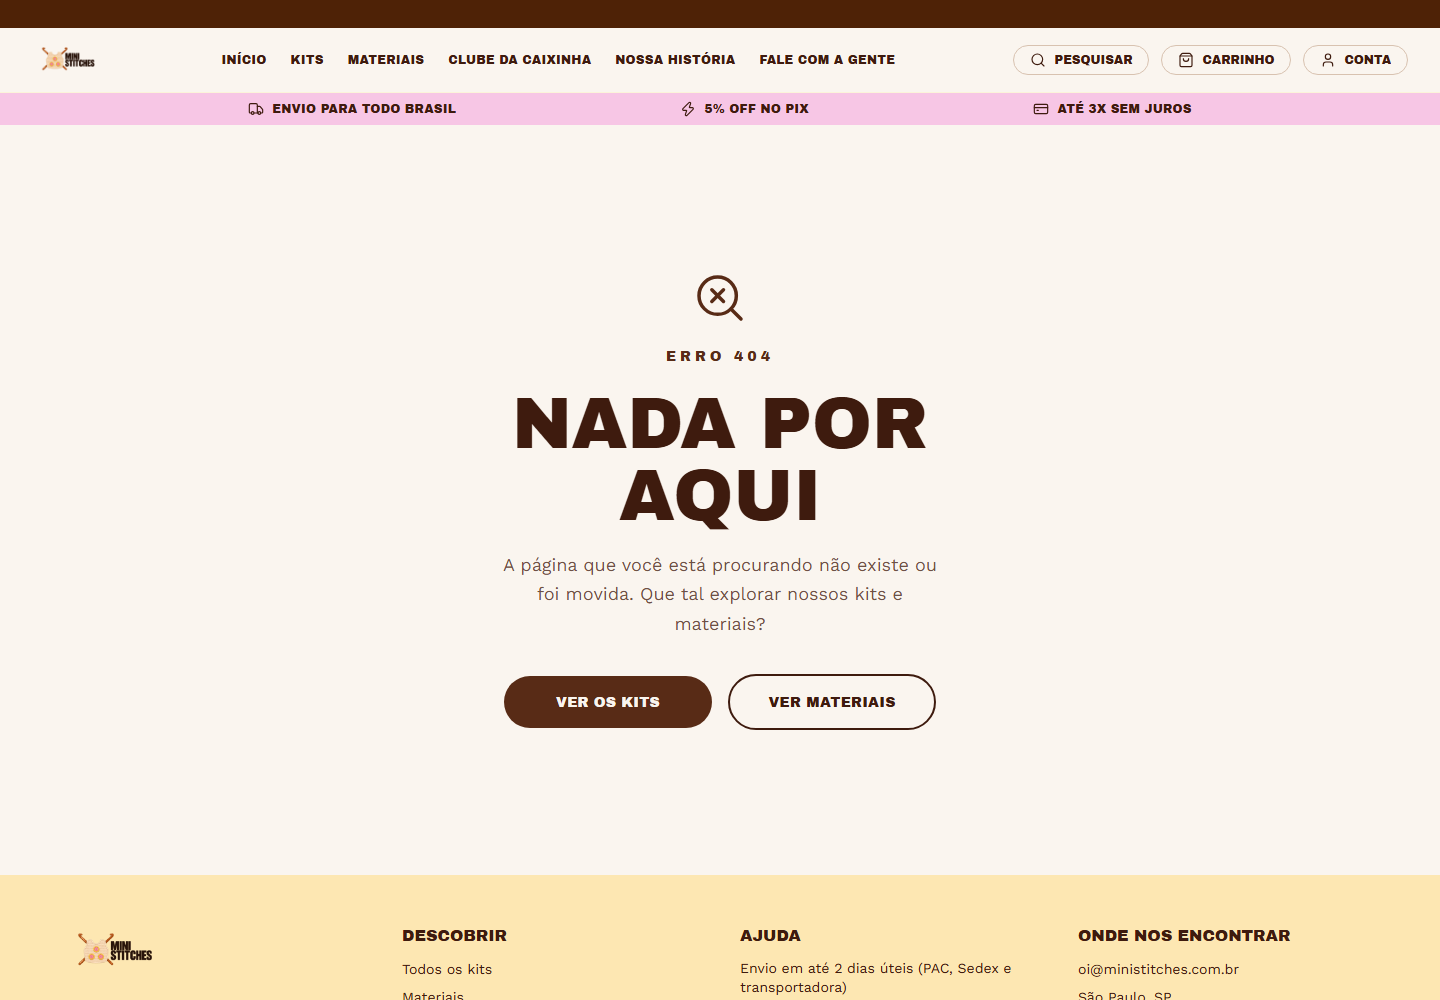 MINI
STITCHES
INÍCIO KITS MATERIAIS CLUBE DA CAIXINHA NOSSA HISTÓRIA FALE COM A GENTE PESQUISAR CARRINHO CONTA
ENVIO PARA TODO BRASIL 5% OFF NO PIX ATÉ 3X SEM JUROS
ERRO 404
NADA POR
AQUI
A página que você está procurando não existe ou
foi movida. Que tal explorar nossos kits e
materiais?
VER OS KITS VER MATERIAIS
MINI
STITCHES
DESCOBRIR
Todos os kits
Materiais
AJUDA
Envio em até 2 dias úteis (PAC, Sedex e
transportadora)
ONDE NOS ENCONTRAR
oi@ministitches.com.br
São Paulo, SP